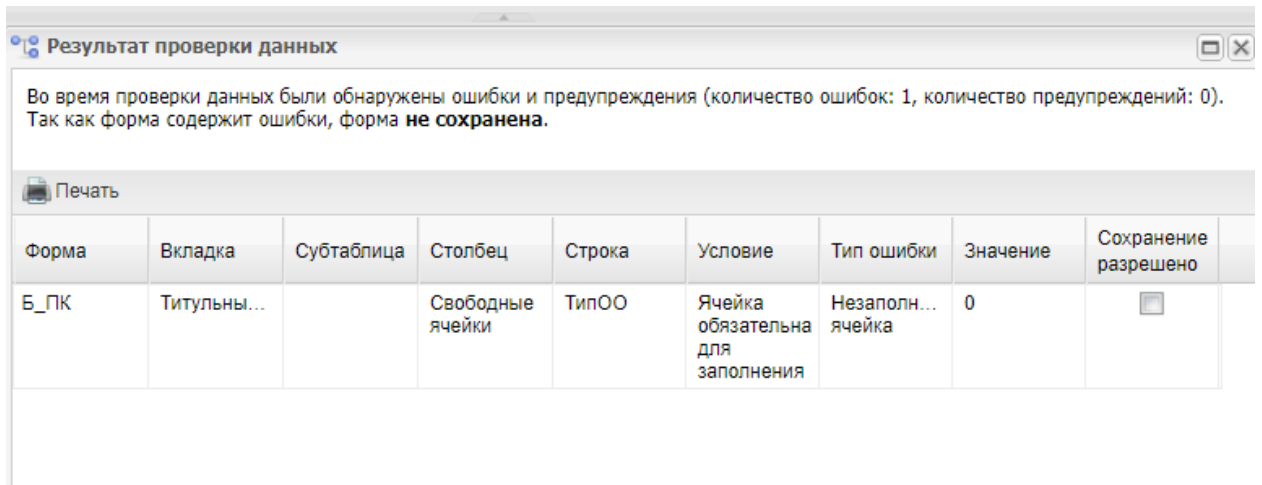 Результат проверки данных
Во время проверки данных были обнаружены ошибки и предупреждения (количество ошибок: 1, количество предупреждений: 0).
Так как форма содержит ошибки, форма не сохранена.
Печать
Форма Вкладка Субтаблица Столбец Строка Условие Тип ошибки Значение Сохранение разрешено
Б_ПК Титульны... Свободные ячейки ТипОО Ячейка обязательна для заполнения Незаполн... ячейка 0